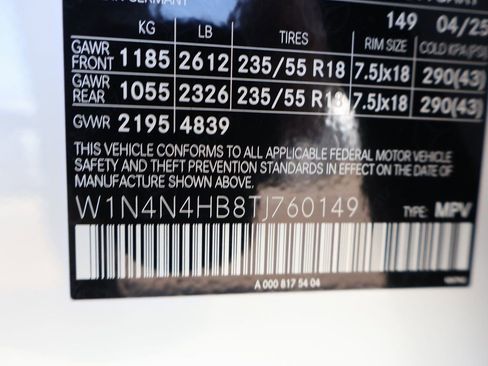 GERMANY
149 04/25
KG LB TIRES RIM SIZE COLD KPA(PSI)
GAWR FRONT 1185 2612 235/55 R18 7.5Jx18 290(43)
GAWR REAR 1055 2326 235/55 R18 7.5Jx18 290(43)
GVWR 2195 4839
THIS VEHICLE CONFORMS TO ALL APPLICABLE FEDERAL MOTOR VEHICLE
SAFETY AND THEFT PREVENTION STANDARDS IN EFFECT ON THE DATE OF
MANUFACTURE SHOWN ABOVE.
W1N4N4HB8TJ760149 TYPE: MPV
A 000 817 54 04